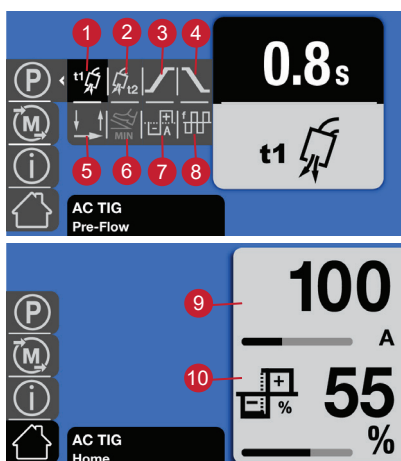 1 2 3 4
P t1 t2 0.8 s
M MIN A f
i 5 6 7 8 t1
AC TIG
Pre-Flow
P 9 100
A
M
10 + - % 55
i %
AC TIG
Home